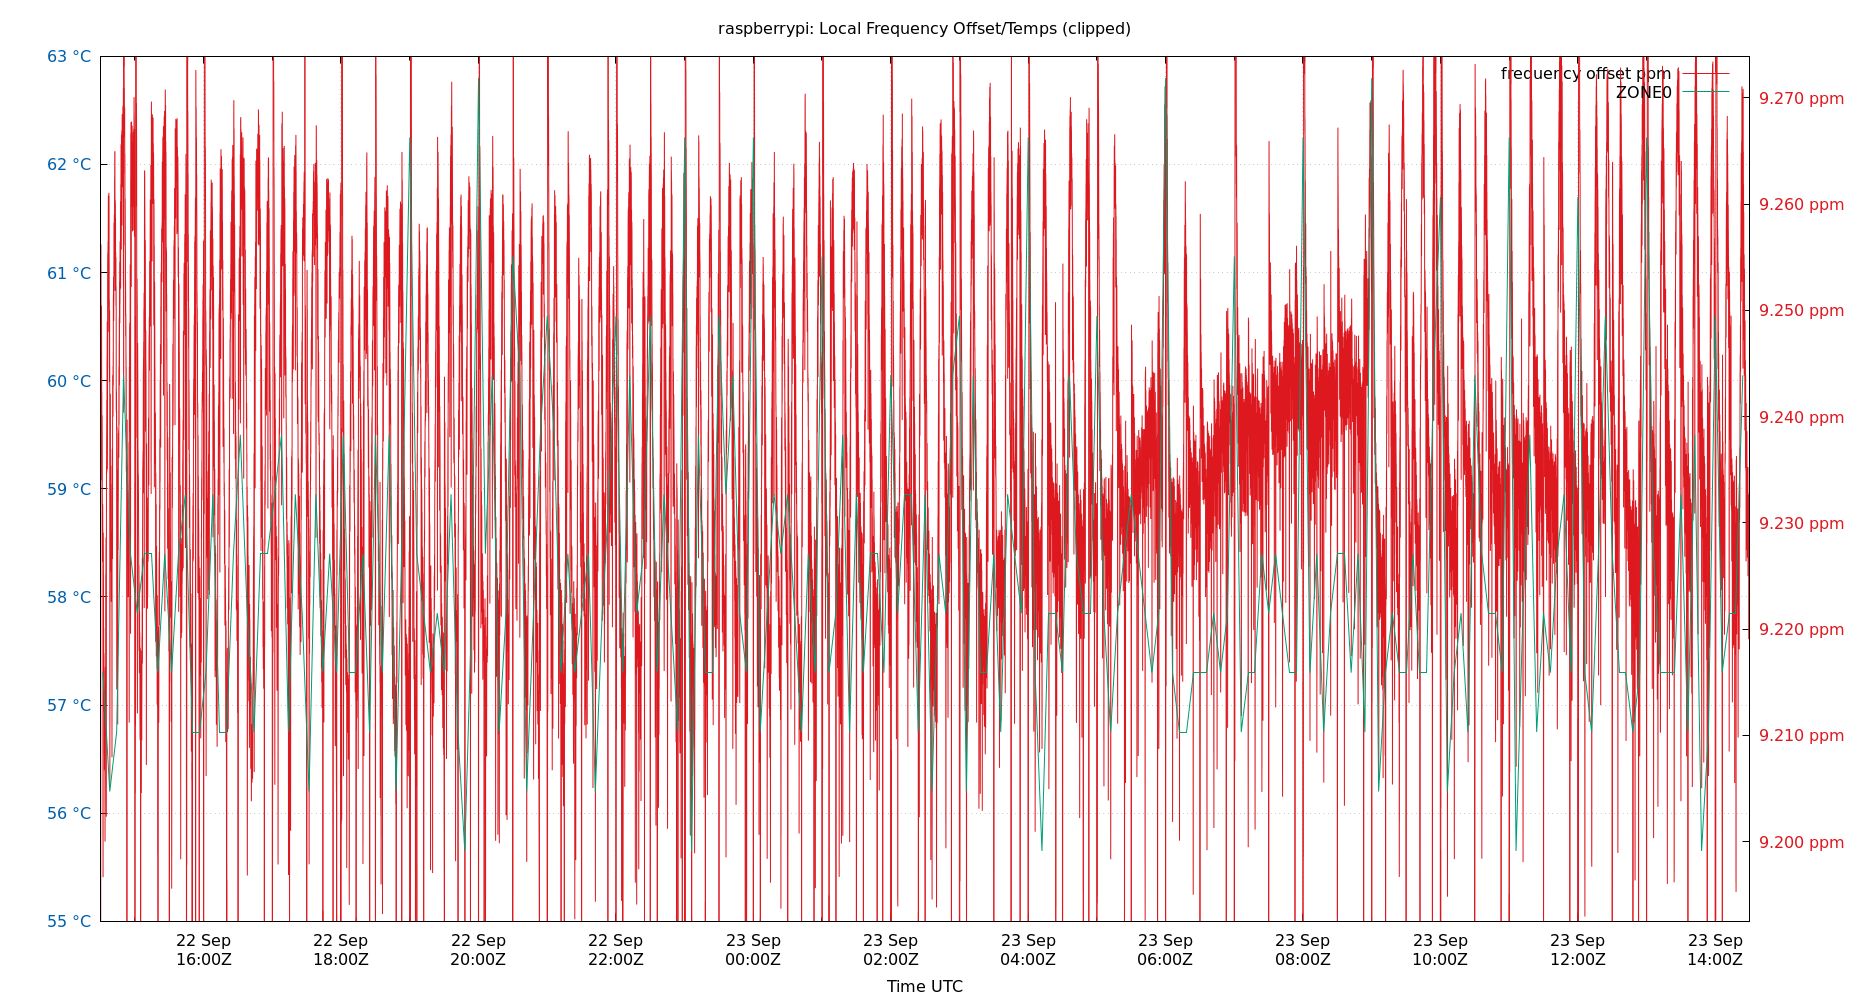 raspberrypi: Local Frequency Offset/Temps (clipped)
63 °C
62 °C
61 °C
60 °C
59 °C
58 °C
57 °C
56 °C
55 °C
frequency offset ppm
ZONE0
9.270 ppm
9.260 ppm
9.250 ppm
9.240 ppm
9.230 ppm
9.220 ppm
9.210 ppm
9.200 ppm
22 Sep
16:00Z
22 Sep
18:00Z
22 Sep
20:00Z
22 Sep
22:00Z
23 Sep
00:00Z
23 Sep
02:00Z
23 Sep
04:00Z
23 Sep
06:00Z
23 Sep
08:00Z
23 Sep
10:00Z
23 Sep
12:00Z
23 Sep
14:00Z
Time UTC